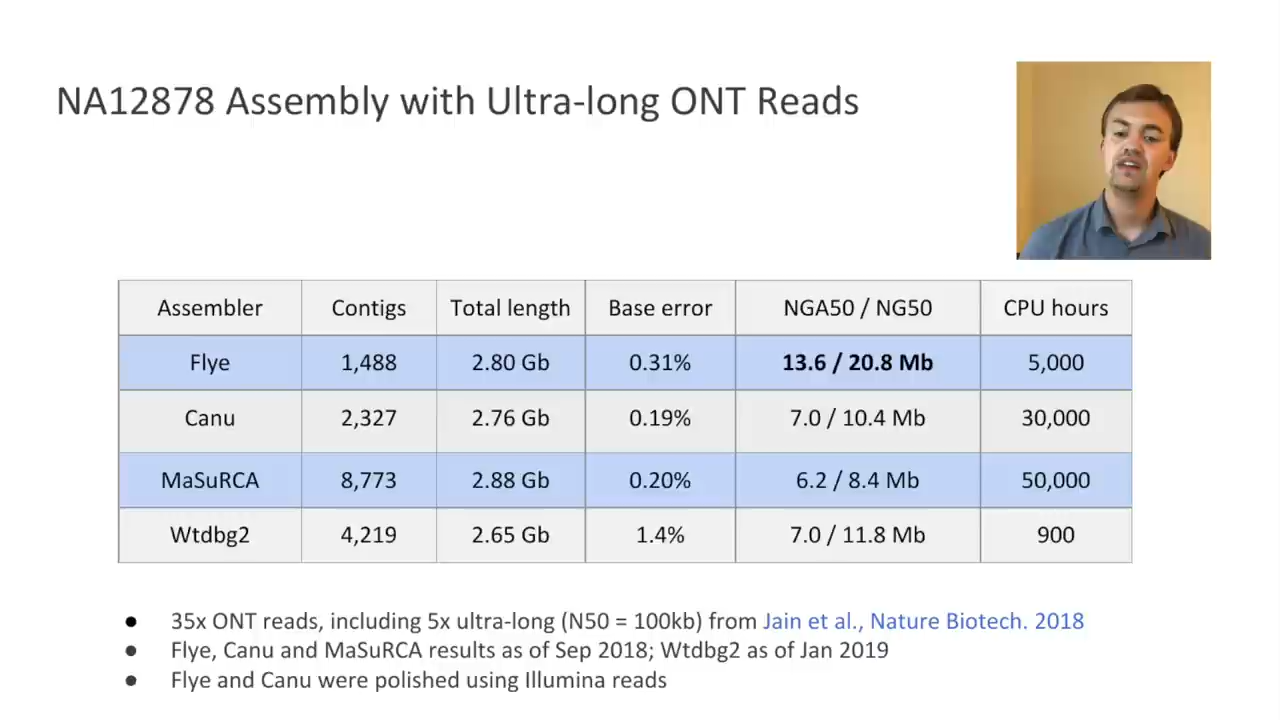 NA12878 Assembly with Ultra-long ONT Reads
Assembler Contigs Total length Base error NGA50 / NG50 CPU hours
Flye 1,488 2.80 Gb 0.31% 13.6 / 20.8 Mb 5,000
Canu 2,327 2.76 Gb 0.19% 7.0 / 10.4 Mb 30,000
MaSuRCA 8,773 2.88 Gb 0.20% 6.2 / 8.4 Mb 50,000
Wtdbg2 4,219 2.65 Gb 1.4% 7.0 / 11.8 Mb 900
● 35x ONT reads, including 5x ultra-long (N50 = 100kb) from Jain et al., Nature Biotech. 2018
● Flye, Canu and MaSuRCA results as of Sep 2018; Wtdbg2 as of Jan 2019
● Flye and Canu were polished using Illumina reads